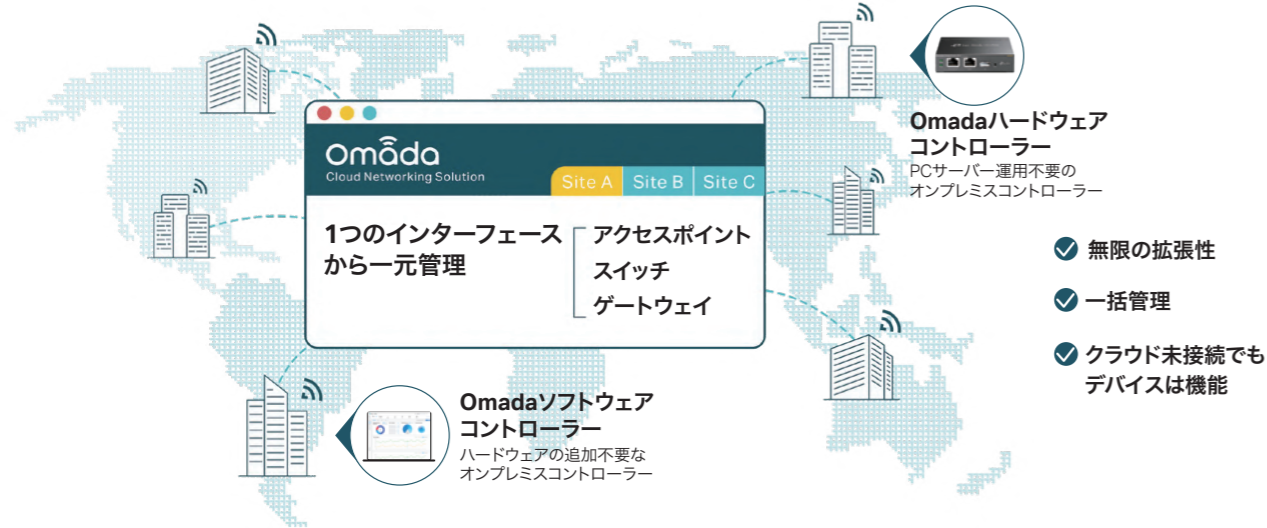 Omada
Cloud Networking Solution
Site A
Site B
Site C
1つのインターフェース
から一元管理
アクセスポイント
スイッチ
ゲートウェイ
Omadaハードウェア
コントローラー
PCサーバー運用不要の
オンプレミスコントローラー
無限の拡張性
一括管理
クラウド未接続でも
デバイスは機能
Omadaソフトウェア
コントローラー
ハードウェアの追加不要な
オンプレミスコントローラー